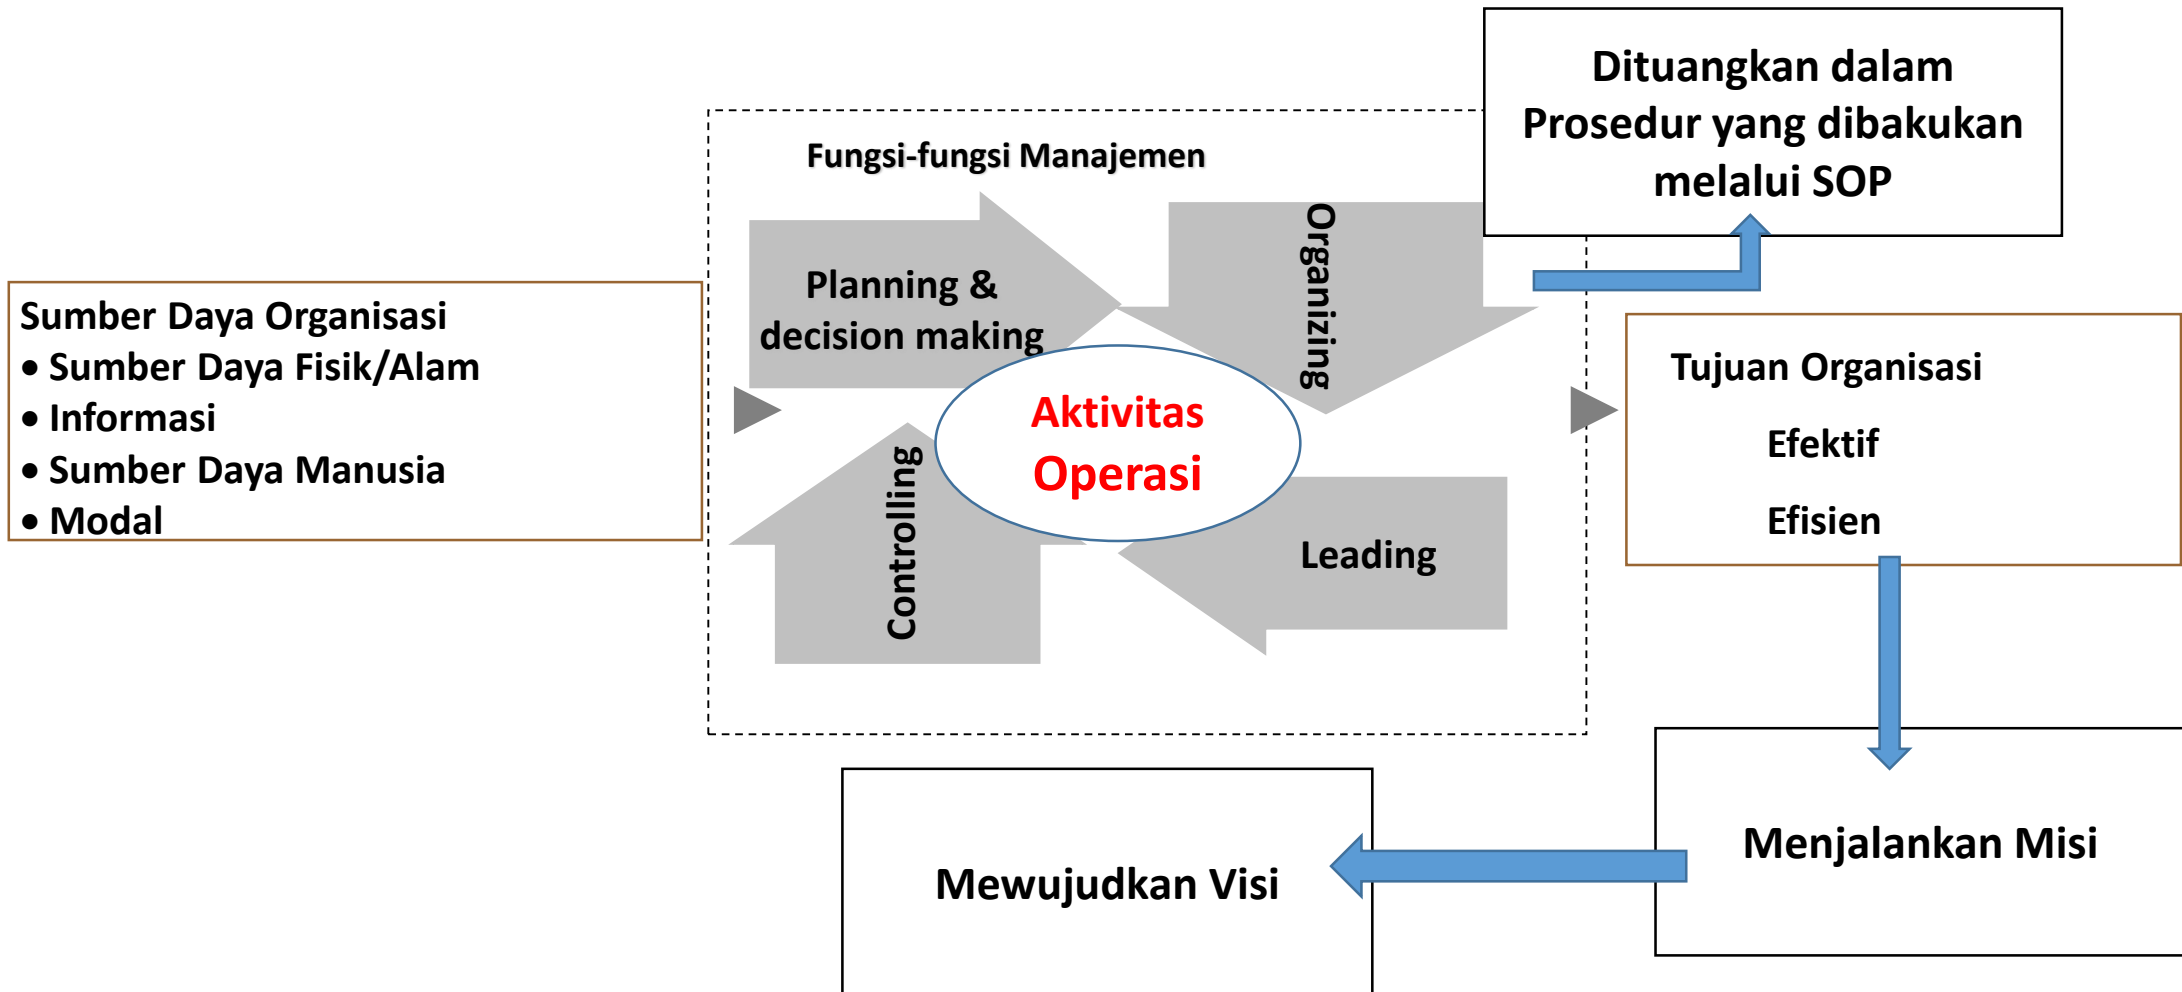 Dituangkan dalam
Prosedur yang dibakukan
melalui SOP
Fungsi-fungsi Manajemen
Planning &
decision making
Organizing
Sumber Daya Organisasi
• Sumber Daya Fisik/Alam
• Informasi
• Sumber Daya Manusia
• Modal
Aktivitas
Operasi
Controlling
Leading
Tujuan Organisasi
Efektif
Efisien
Menjalankan Misi
Mewujudkan Visi